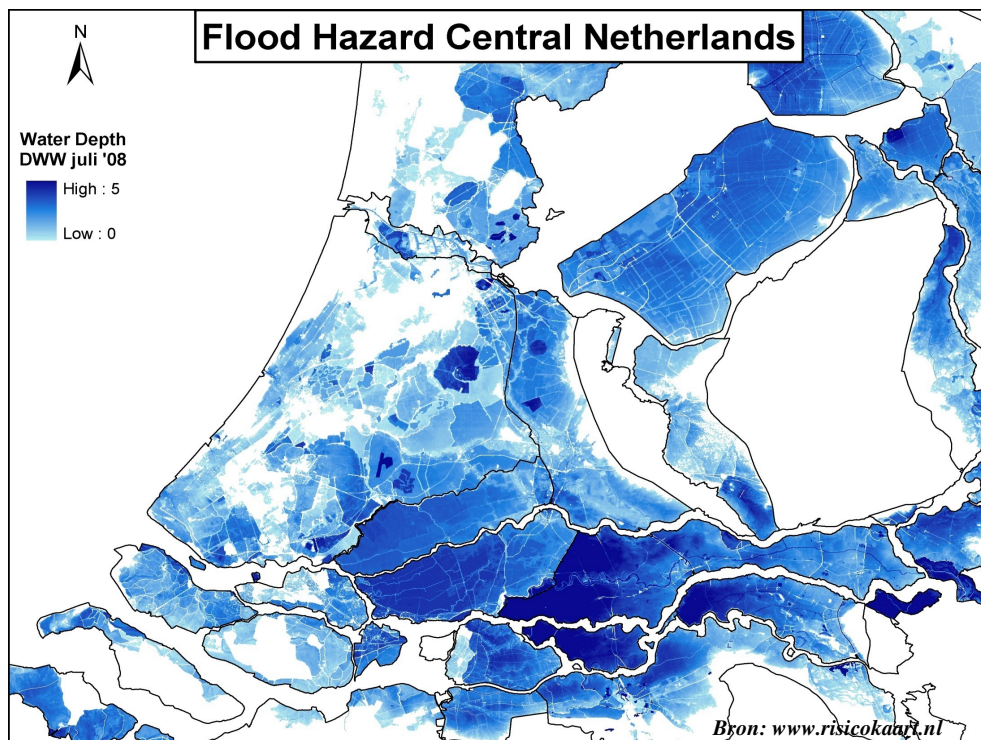 Flood Hazard Central Netherlands
N
Water Depth
DWW juli '08
High : 5
Low : 0
Bron: www.risicokaart.nl